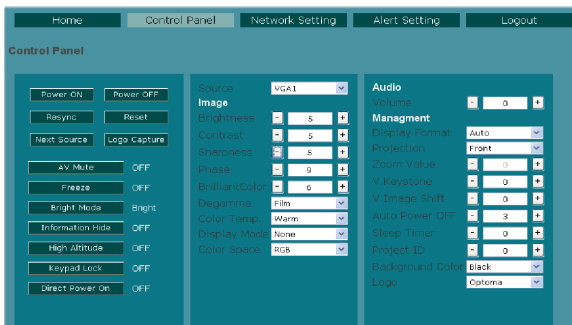 Home Control Panel Network Setting Alert Setting Logout
Control Panel
Power ON Power OFF
Resync Reset
Next Source Logo Capture
AV Mute OFF
Freeze OFF
Bright Mode Bright
Information Hide OFF
High Altitude OFF
Keypad Lock OFF
Direct Power On OFF
Source VGA1
Image
Brightness - 5 +
Contrast - 5 +
Sharpness - 5 +
Phase - 9 +
BrilliantColor - 6 +
Degamma Film
Color Temp. Warm
Display Mode None
Color Space RGB
Audio
Volume - 0 +
Managment
Display Format Auto
Projection Front
Zoom Value - 0 +
V.Keystone - 0 +
V.Image Shift - 0 +
Auto Power OFF - 3 +
Sleep Timer - 0 +
Project ID - 0 +
Background Color Black
Logo Optoma